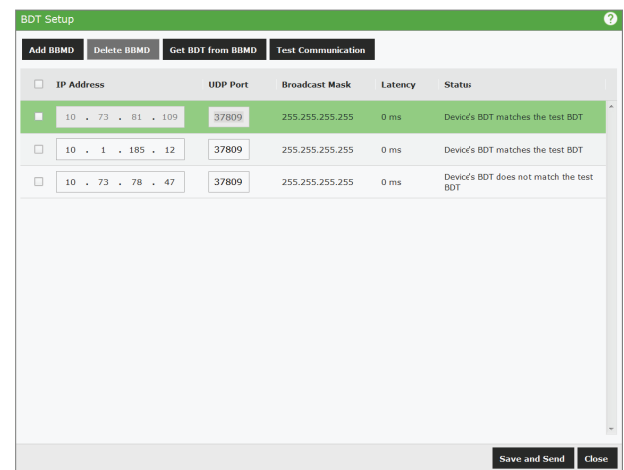 BDT Setup ?
Add BBMD Delete BBMD Get BDT from BBMD Test Communication
IP Address UDP Port Broadcast Mask Latency Status
10 . 73 . 81 . 109 37809 255.255.255.255 0 ms Device's BDT matches the test BDT
10 . 1 . 185 . 12 37809 255.255.255.255 0 ms Device's BDT matches the test BDT
10 . 73 . 78 . 47 37809 255.255.255.255 0 ms Device's BDT does not match the test
BDT
Save and Send Close